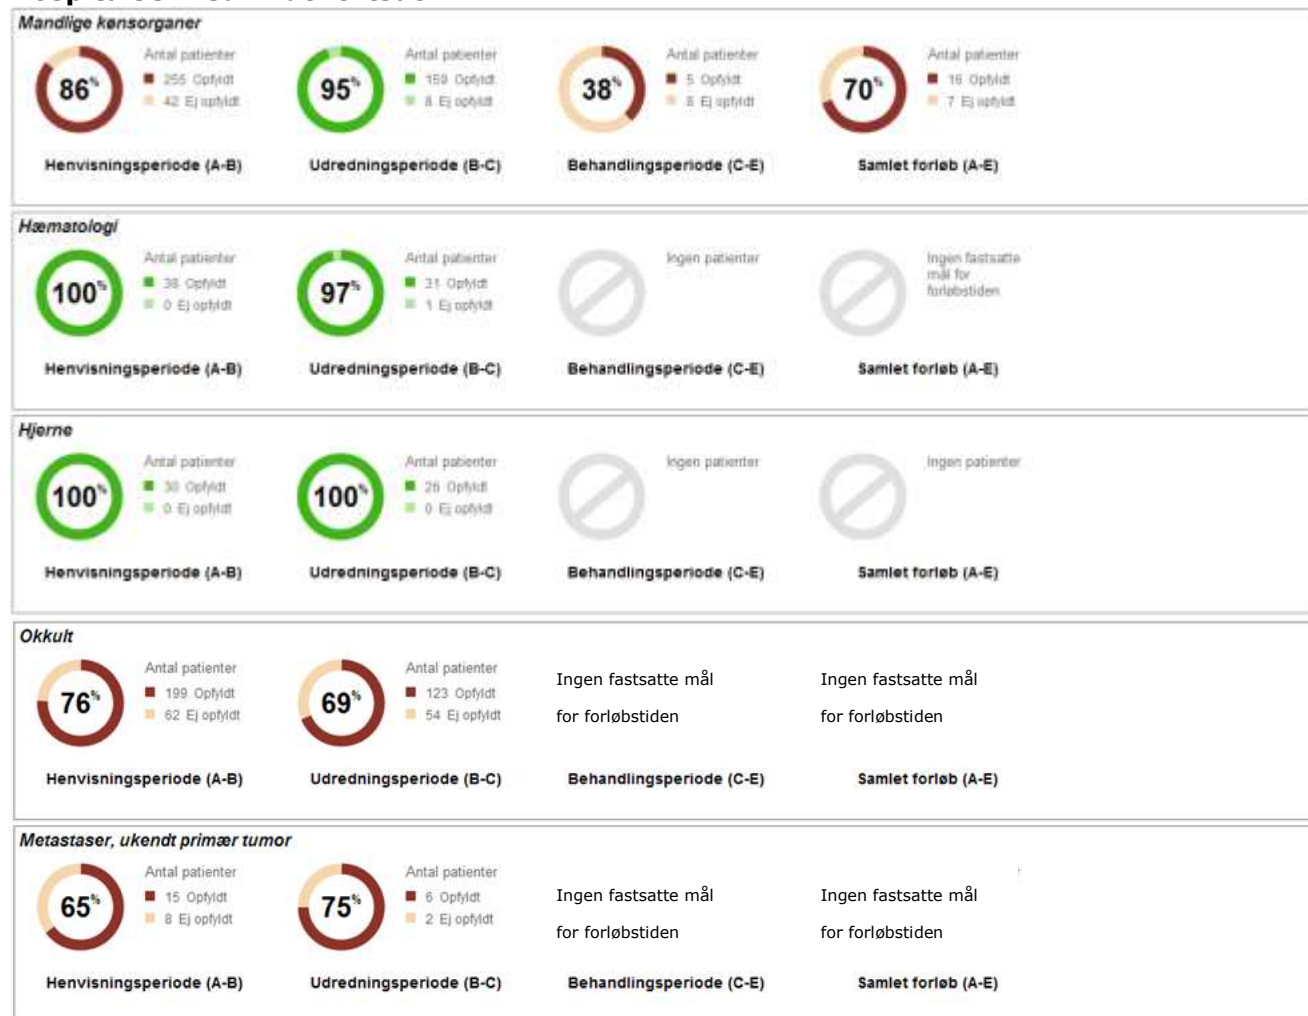 Mandlige kønsorganer
86%
Antal patienter
255 Opfyldt
42 Ej opfyldt
Henvisningsperiode (A-B)
95%
Antal patienter
159 Opfyldt
8 Ej opfyldt
Udredningsperiode (B-C)
38%
Antal patienter
5 Opfyldt
8 Ej opfyldt
Behandlingsperiode (C-E)
70%
Antal patienter
16 Opfyldt
7 Ej opfyldt
Samlet forløb (A-E)
Hæmatologi
100%
Antal patienter
Opfyldt
0 Ej opfyldt
Henvisningsperiode (A-B)
97%
Antal patienter
31 Opfyldt
1 Ej opfyldt
Udredningsperiode (B-C)
Ingen patienter
Behandlingsperiode (C-E)
Ingen fastsatte
mål for
forløbstiden
Samlet forløb (A-E)
Hjerne
100%
Antal patienter
30 Opfyldt
0 Ej opfyldt
Henvisningsperiode (A-B)
100%
Antal patienter
26 Opfyldt
0 Ej opfyldt
Udredningsperiode (B-C)
Ingen patienter
Behandlingsperiode (C-E)
Ingen patienter
Samlet forløb (A-E)
Okkult
76%
Antal patienter
199 Opfyldt
62 Ej opfyldt
Henvisningsperiode (A-B)
69%
Antal patienter
123 Opfyldt
54 Ej opfyldt
Udredningsperiode (B-C)
Ingen fastsatte mål
for forløbstiden
Behandlingsperiode (C-E)
Ingen fastsatte mål
for forløbstiden
Samlet forløb (A-E)
Metastaser, ukendt primær tumor
65%
Antal patienter
15 Opfyldt
8 Ej opfyldt
Henvisningsperiode (A-B)
75%
Antal patienter
6 Opfyldt
2 Ej opfyldt
Udredningsperiode (B-C)
Ingen fastsatte mål
for forløbstiden
Behandlingsperiode (C-E)
Ingen fastsatte mål
for forløbstiden
Samlet forløb (A-E)